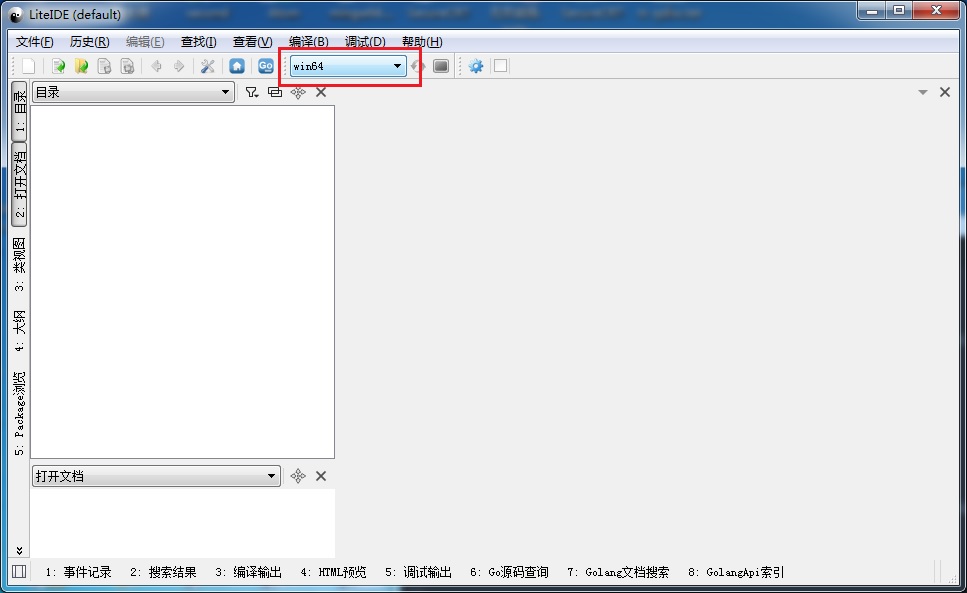 LiteIDE (default)
文件(F) 历史(R) 编辑(E) 查找(I) 查看(V) 编译(B) 调试(D) 帮助(H)
Go win64
目录
1: 目录
2: 打开文档
3: 类视图
4: 大纲
5: Package浏览
打开文档
1: 事件记录 2: 搜索结果 3: 编译输出 4: HTML预览 5: 调试输出 6: Go源码查询 7: Golang文档搜索 8: GolangApi索引